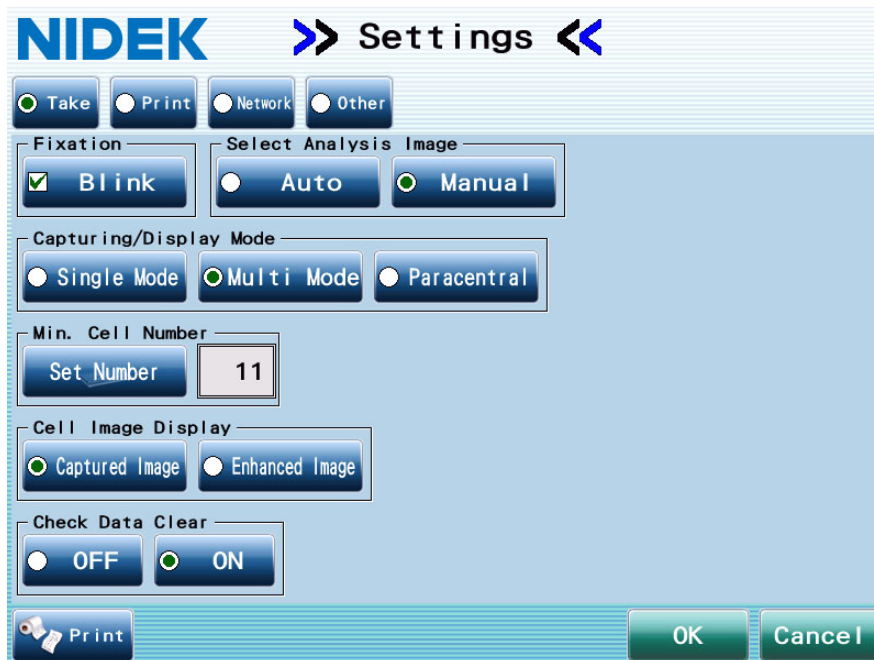 NIDEK >> Settings <<
Take Print Network Other
Fixation Select Analysis Image
Blink Auto Manual
Capturing/Display Mode
Single Mode Multi Mode Paracentral
Min. Cell Number
Set Number 11
Cell Image Display
Captured Image Enhanced Image
Check Data Clear
OFF ON
Print OK Cancel